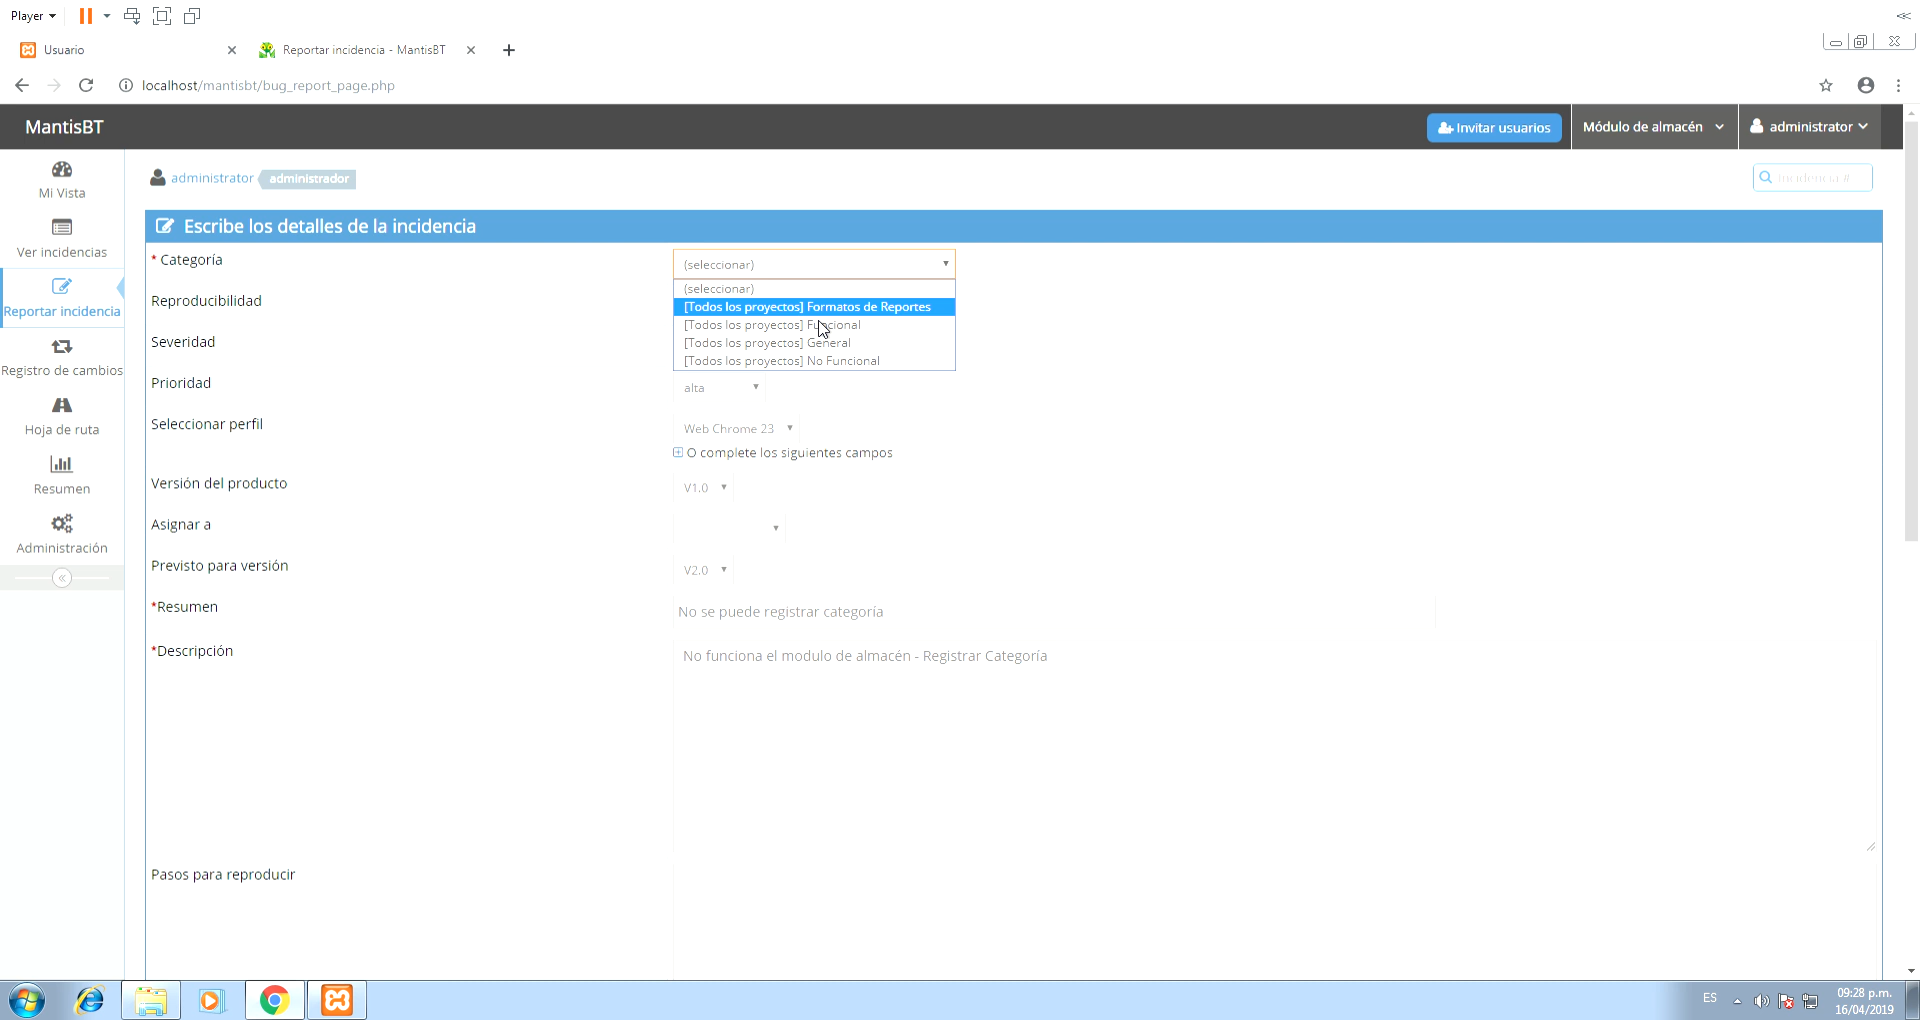 Player
Usuario
Reportar incidencia - MantisBT
localhost/mantisbt/bug_report_page.php
MantisBT
Invitar usuarios
Módulo de almacén
administrator
Mi Vista
administrator
administrador
Incidencia #
Ver incidencias
Escribe los detalles de la incidencia
* Categoría
(seleccionar)
(seleccionar)
[Todos los proyectos] Formatos de Reportes
[Todos los proyectos] Funcional
[Todos los proyectos] General
[Todos los proyectos] No Funcional
Reproducibilidad
Reportar incidencia
Severidad
Registro de cambios
Prioridad
alta
Hoja de ruta
Seleccionar perfil
Web Chrome 23
O complete los siguientes campos
Resumen
Versión del producto
V1.0
Administración
Asignar a
Previsto para versión
V2.0
*Resumen
No se puede registrar categoría
*Descripción
No funciona el modulo de almacén - Registrar Categoría
Pasos para reproducir
ES
09:28 p.m.
16/04/2019